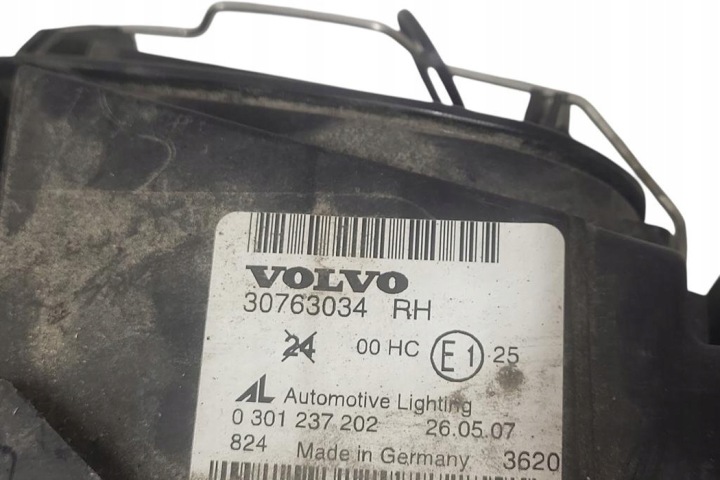 VOLVO
30763034 RH
24 00 HC E1 25
AL Automotive Lighting
0 301 237 202 26.05.07
824 Made in Germany 3620